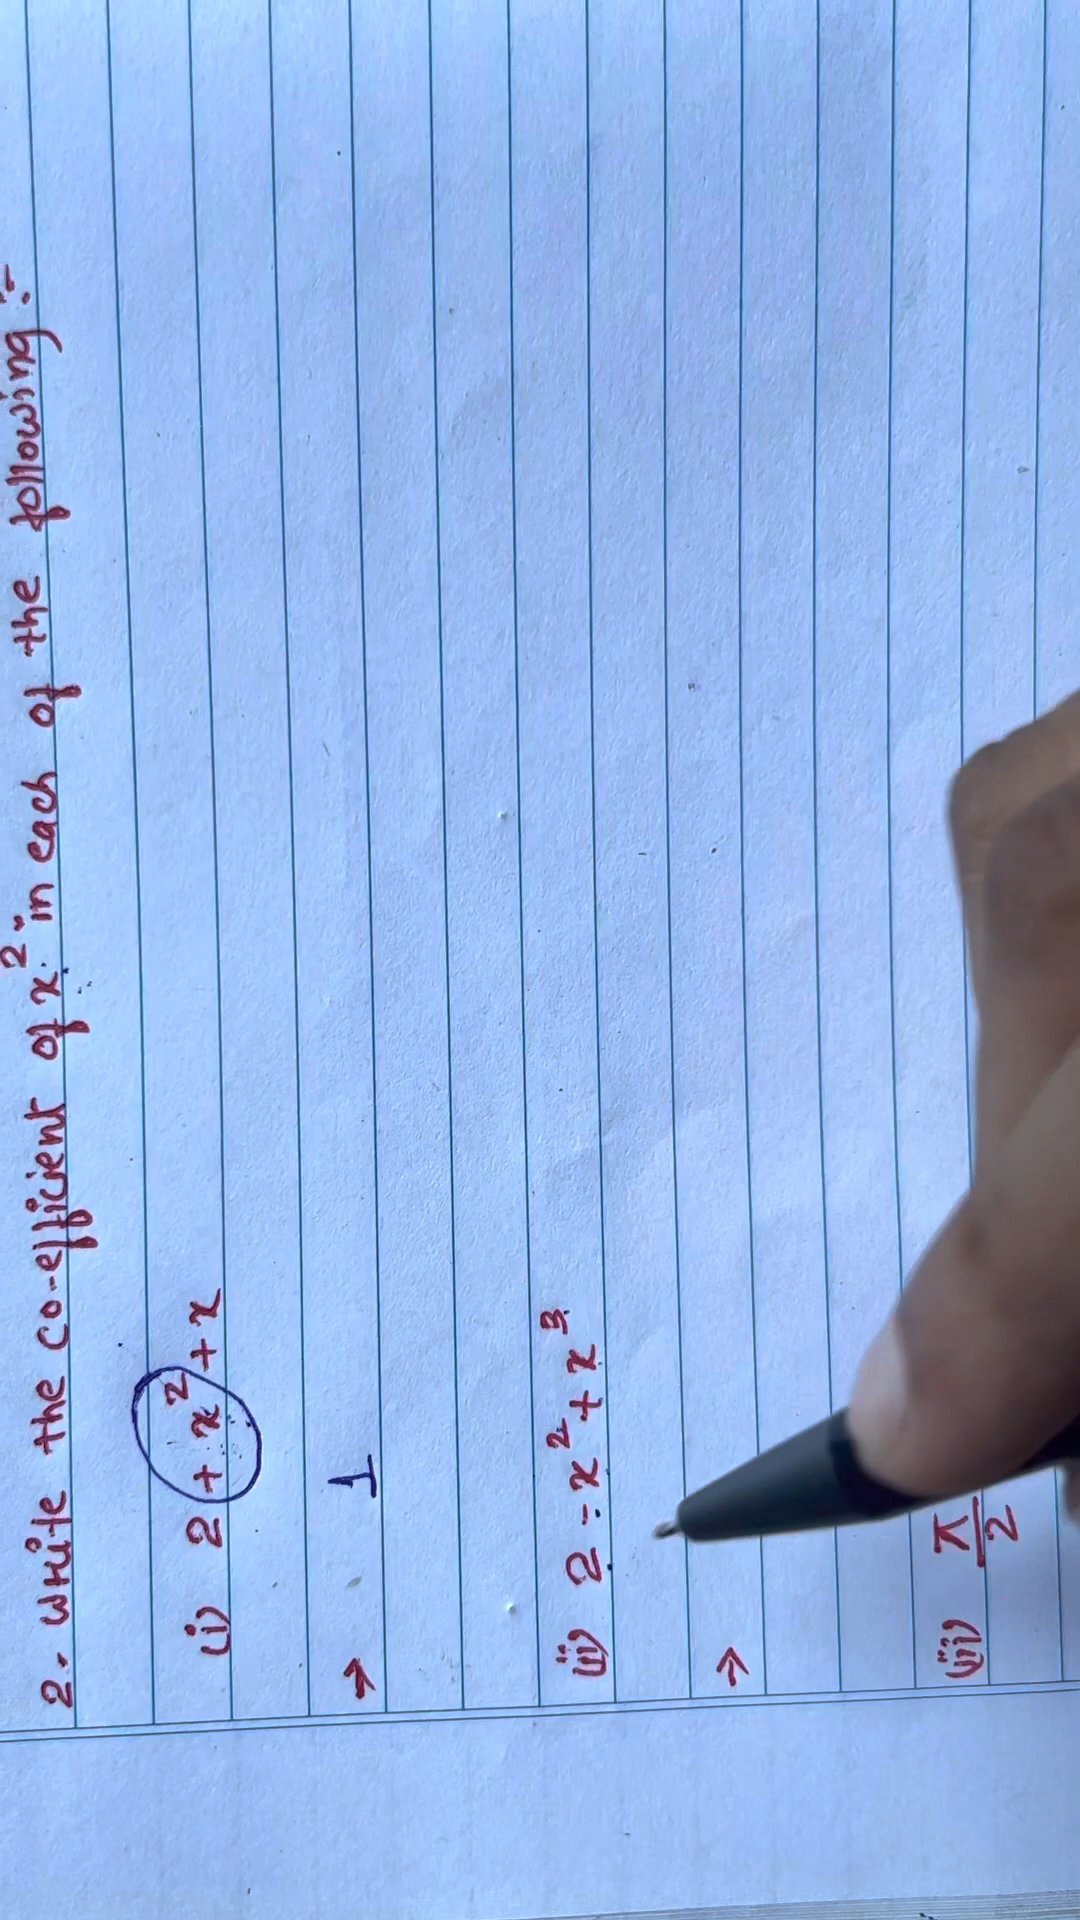 2. write the co-efficient of x² in each of the following :-
(i) 2 + x² + x
→ 1
(ii) 2 - x² + x³
→
(iii) π/2